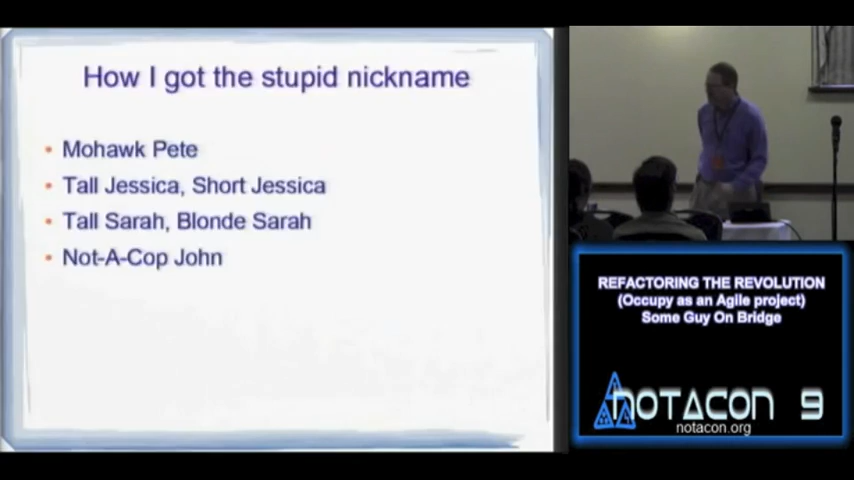 How I got the stupid nickname
• Mohawk Pete
• Tall Jessica, Short Jessica
• Tall Sarah, Blonde Sarah
• Not-A-Cop John
REFACTORING THE REVOLUTION
(Occupy as an Agile project)
Some Guy On Bridge
NOTACON 9
notacon.org